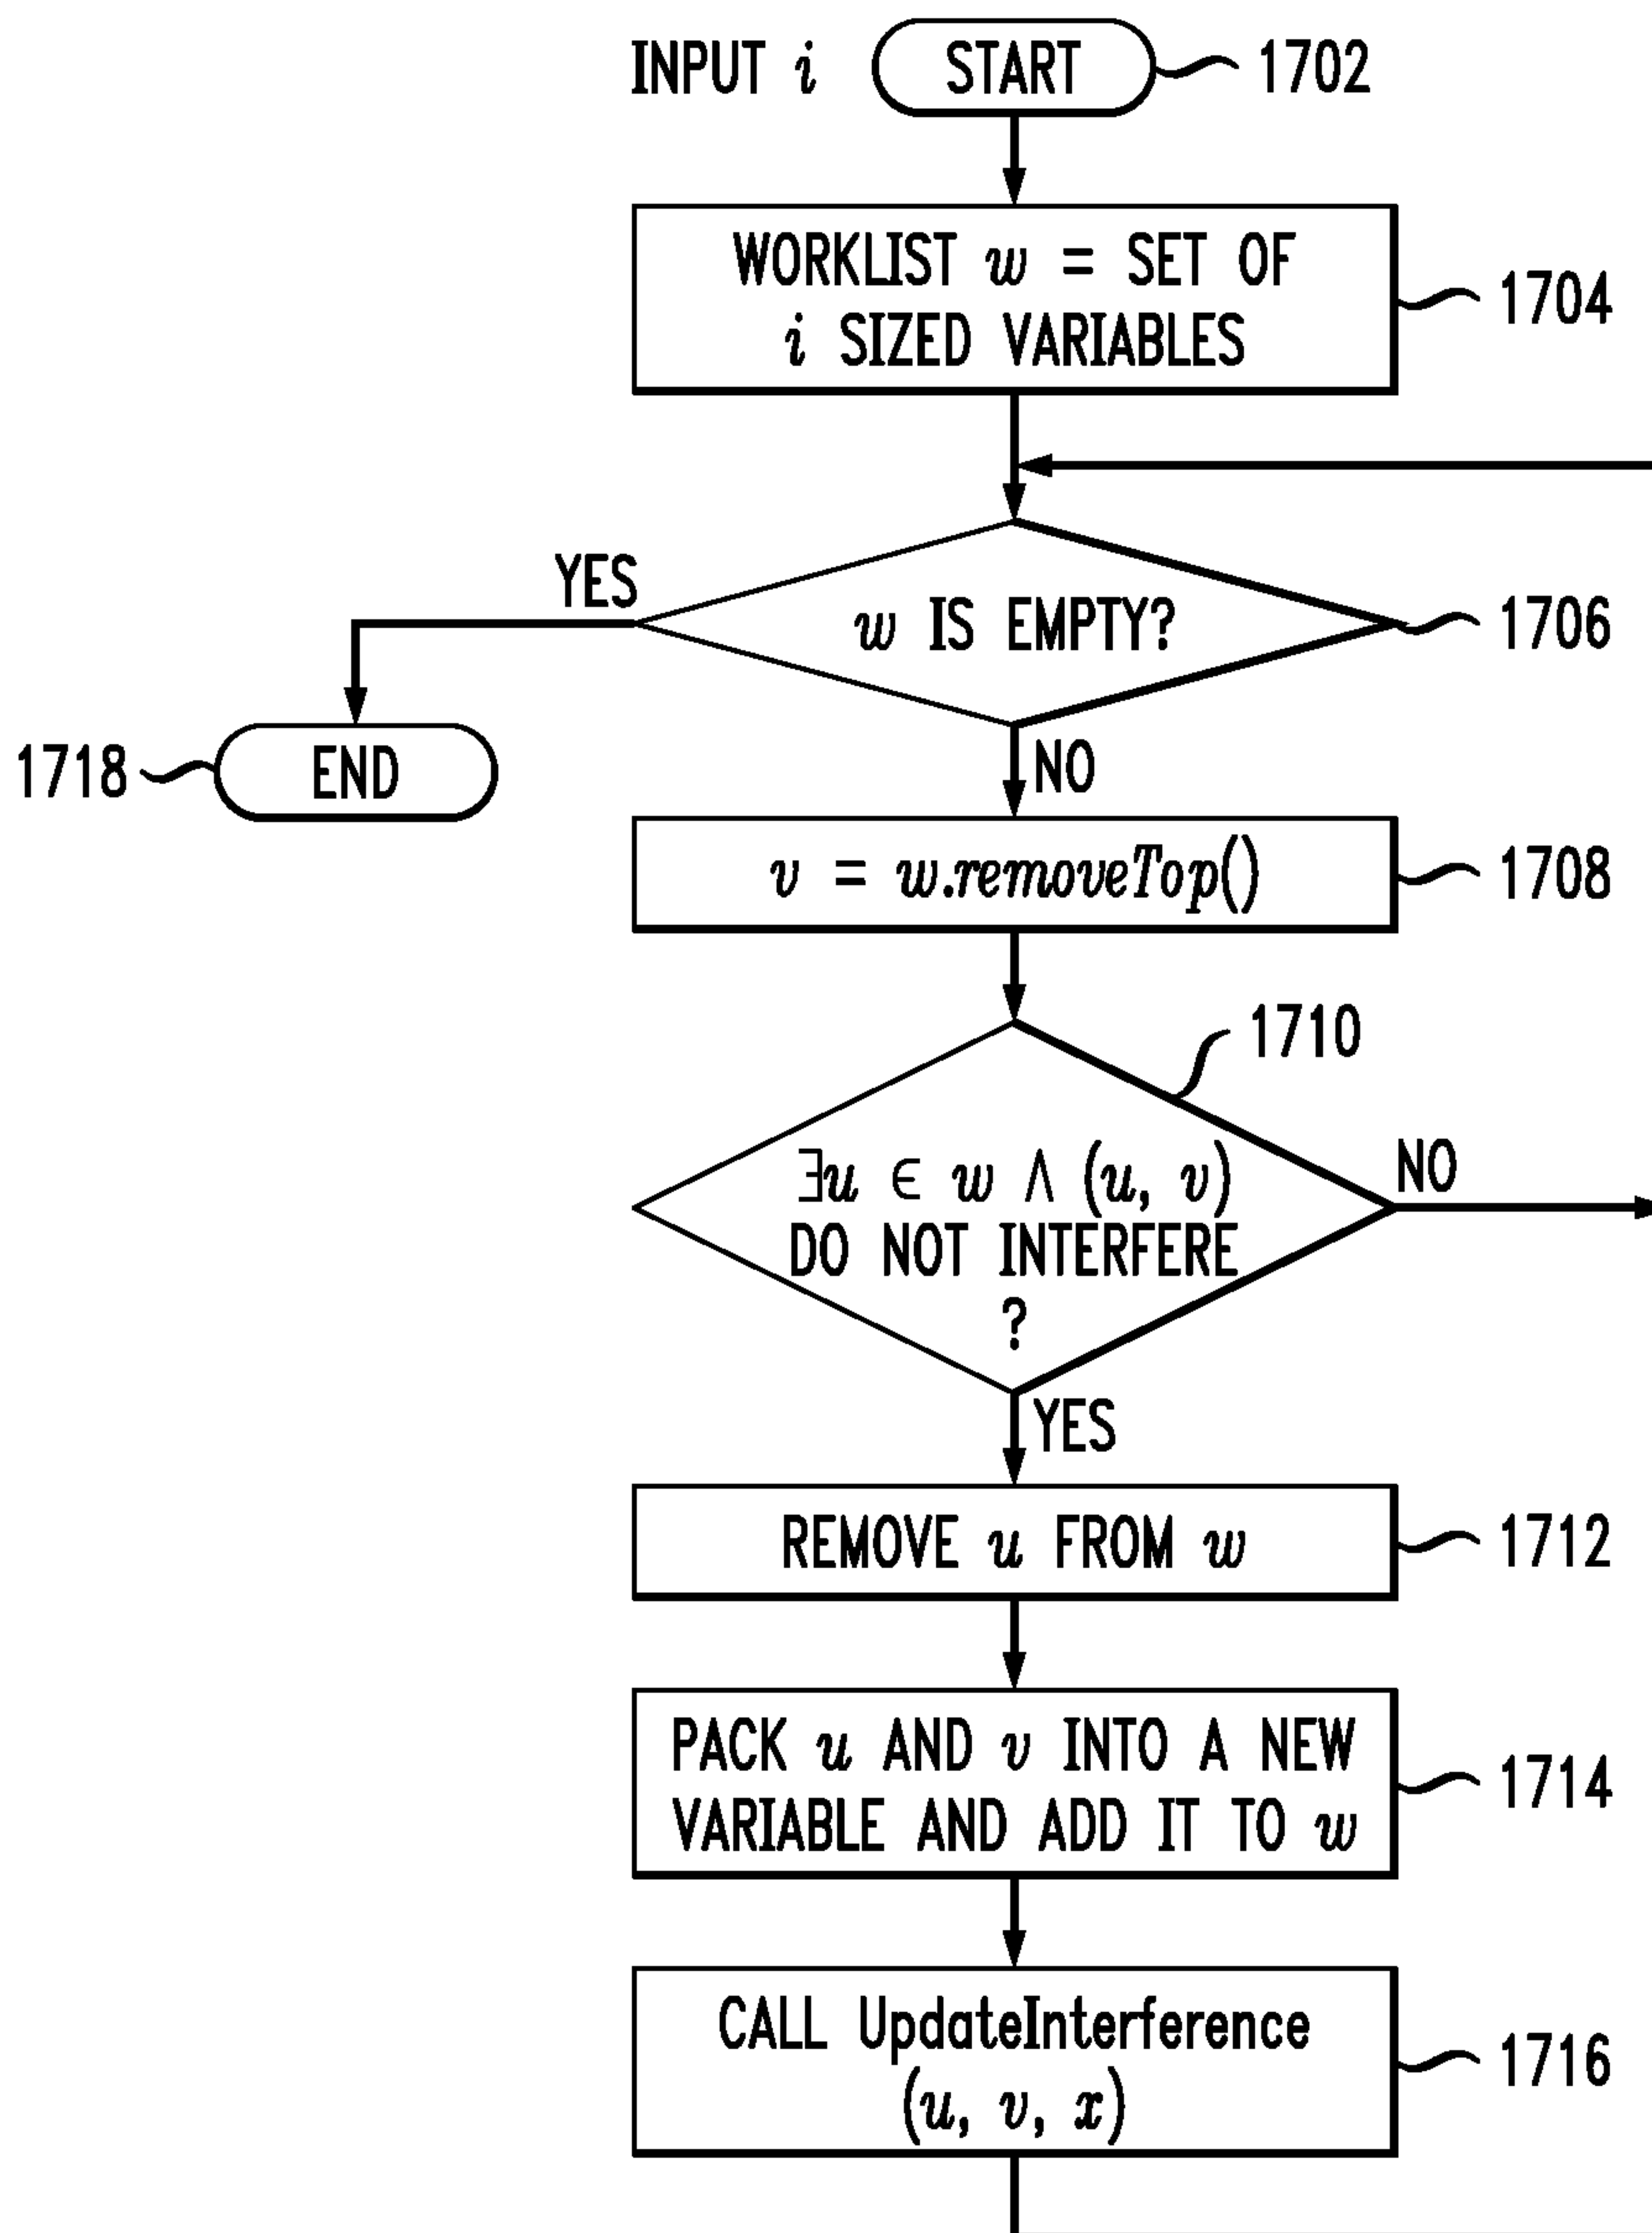 INPUT i START 1702
WORKLIST w = SET OF
i SIZED VARIABLES
1704
YES
w IS EMPTY?
1706
1718
END
NO
v = w.removeTop()
1708
1710
∃u ∈ w ∧ (u, v)
DO NOT INTERFERE
?
NO
YES
REMOVE u FROM w
1712
PACK u AND v INTO A NEW
VARIABLE AND ADD IT TO w
1714
CALL UpdateInterference
(u, v, x)
1716